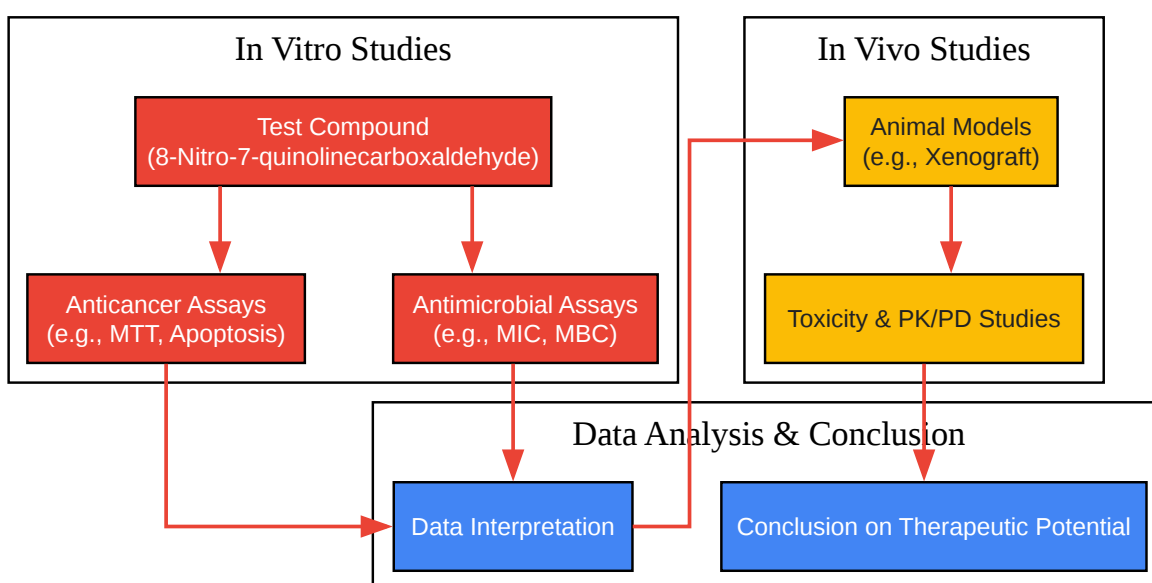 In Vitro Studies
Test Compound
(8-Nitro-7-quinolinecarboxaldehyde)
Anticancer Assays
(e.g., MTT, Apoptosis)
Antimicrobial Assays
(e.g., MIC, MBC)
In Vivo Studies
Animal Models
(e.g., Xenograft)
Toxicity & PK/PD Studies
Data Analysis & Conclusion
Data Interpretation
Conclusion on Therapeutic Potential